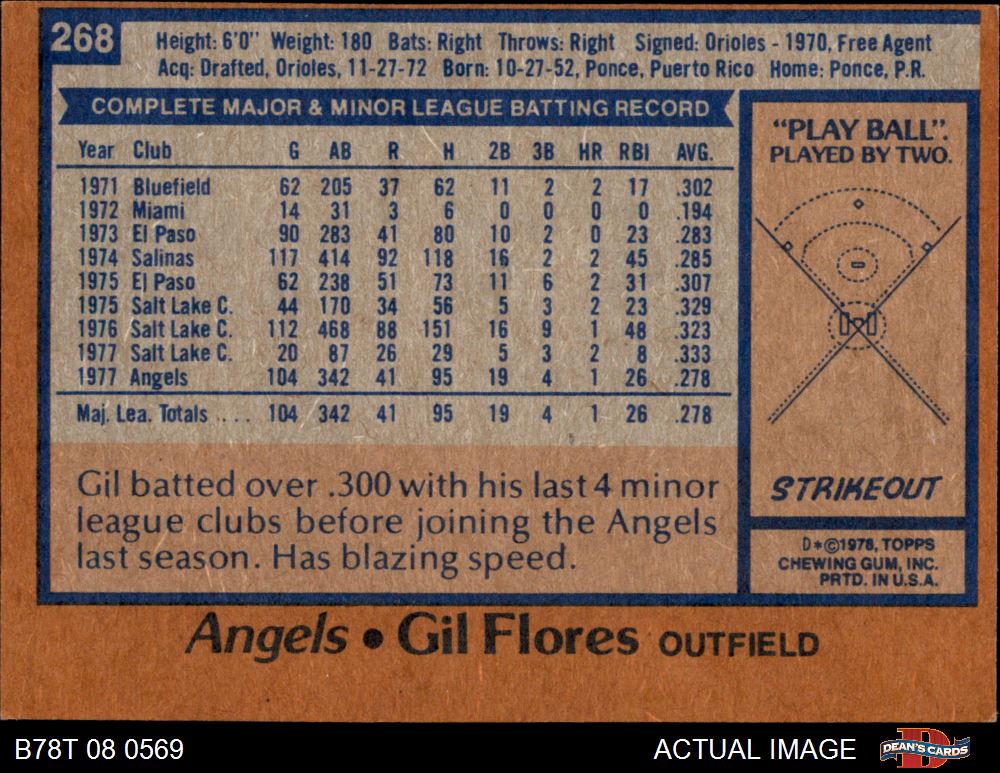 268
Height: 6'0" Weight: 180 Bats: Right Throws: Right Signed: Orioles - 1970, Free Agent
Acq: Drafted, Orioles, 11-27-72 Born: 10-27-52, Ponce, Puerto Rico Home: Ponce, P.R.
COMPLETE MAJOR & MINOR LEAGUE BATTING RECORD
Year Club G AB R H 2B 3B HR RBI AVG.
1971 Bluefield 62 205 37 62 11 2 2 17 .302
1972 Miami 14 31 3 6 0 0 0 0 .194
1973 El Paso 90 283 41 80 10 2 0 23 .283
1974 Salinas 117 414 92 118 16 2 2 45 .285
1975 El Paso 62 238 51 73 11 6 2 31 .307
1975 Salt Lake C. 44 170 34 56 5 3 2 23 .329
1976 Salt Lake C. 112 468 88 151 16 9 1 48 .323
1977 Salt Lake C. 20 87 26 29 5 3 2 8 .333
1977 Angels 104 342 41 95 19 4 1 26 .278
Maj. Lea. Totals .... 104 342 41 95 19 4 1 26 .278
Gil batted over .300 with his last 4 minor
league clubs before joining the Angels
last season. Has blazing speed.
"PLAY BALL".
PLAYED BY TWO.
STRIKEOUT
D*©1978, TOPPS
CHEWING GUM, INC.
PRTD. IN U.S.A.
Angels • Gil Flores OUTFIELD
B78T 08 0569
ACTUAL IMAGE
DEAN'S CARDS